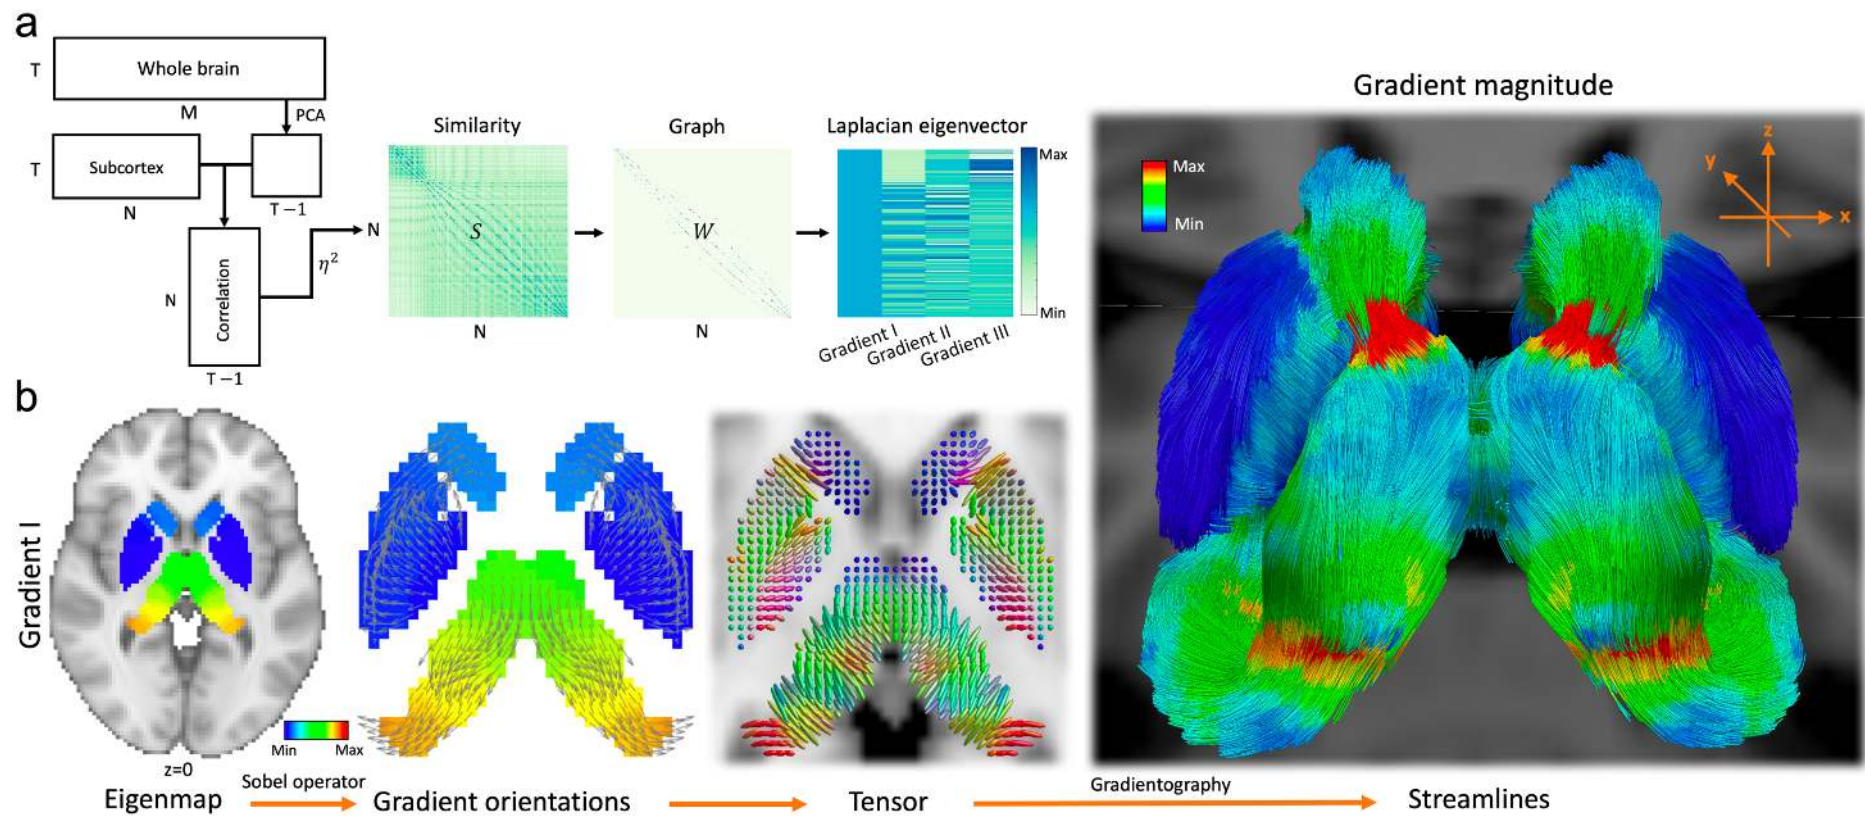 a
Whole brain
T
M
PCA
Subcortex
T
N
T − 1
Correlation
N
T − 1
η²
Similarity
N
S
N
Graph
W
N
Laplacian eigenvector
Max
Min
Gradient I
Gradient II
Gradient III
Gradient magnitude
Max
Min
z
y
x
b
Gradient I
z=0
Min
Max
Eigenmap
Sobel operator
Gradient orientations
Tensor
Gradientography
Streamlines